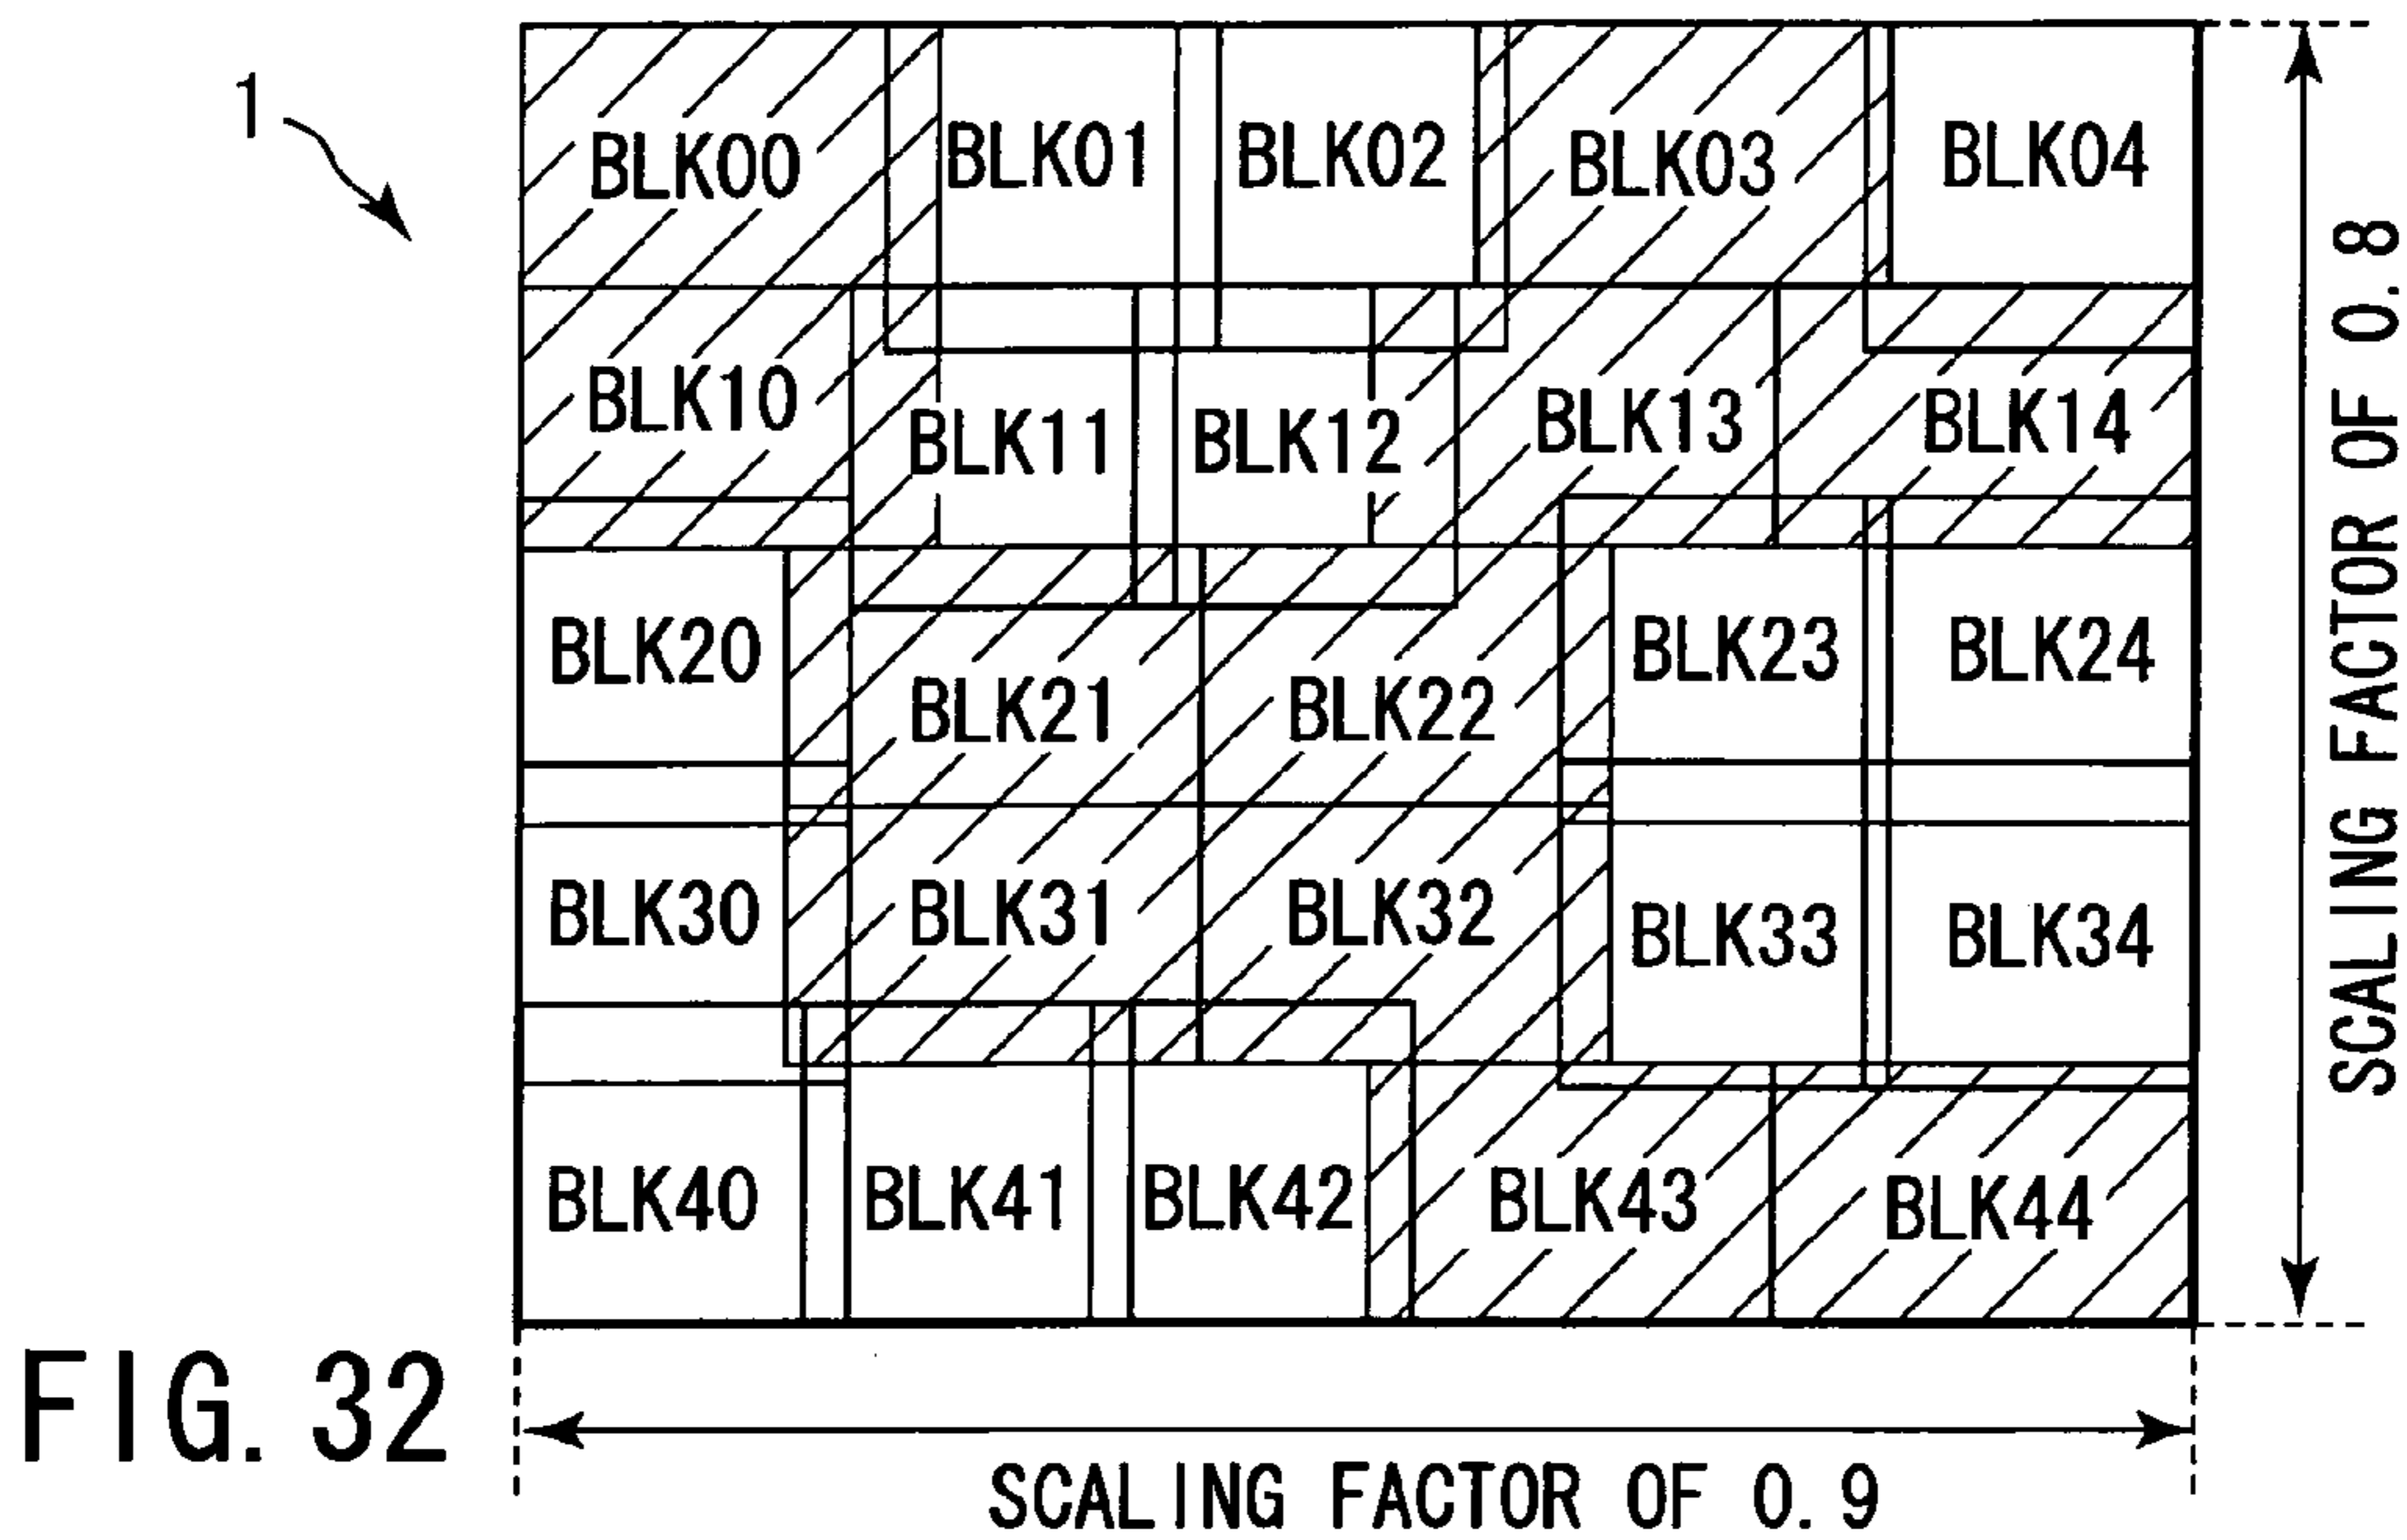 1
BLK00 BLK01 BLK02 BLK03 BLK04
BLK10 BLK11 BLK12 BLK13 BLK14
BLK20 BLK21 BLK22 BLK23 BLK24
BLK30 BLK31 BLK32 BLK33 BLK34
BLK40 BLK41 BLK42 BLK43 BLK44
SCALING FACTOR OF 0.8
SCALING FACTOR OF 0.9
FIG. 32